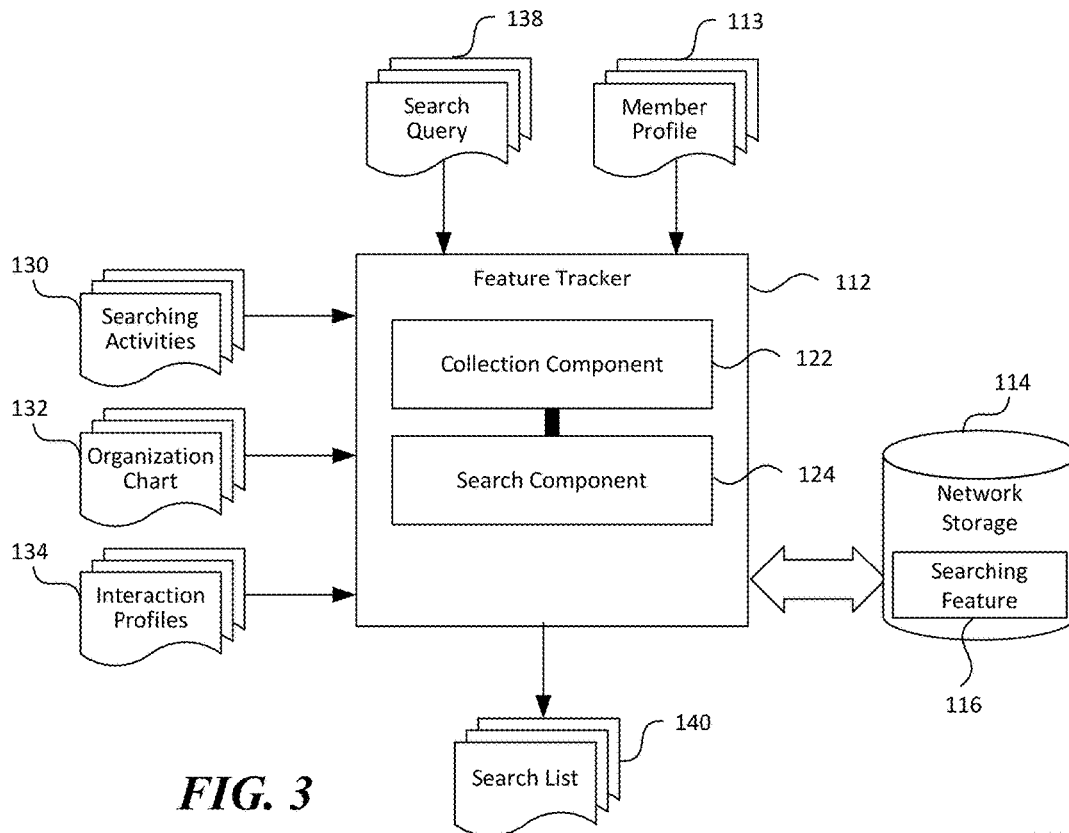 138
113
Search
Query
Member
Profile
130
Searching
Activities
Feature Tracker
112
Collection Component
122
132
Organization
Chart
Search Component
124
114
Network
Storage
134
Interaction
Profiles
Searching
Feature
116
140
Search List
FIG. 3